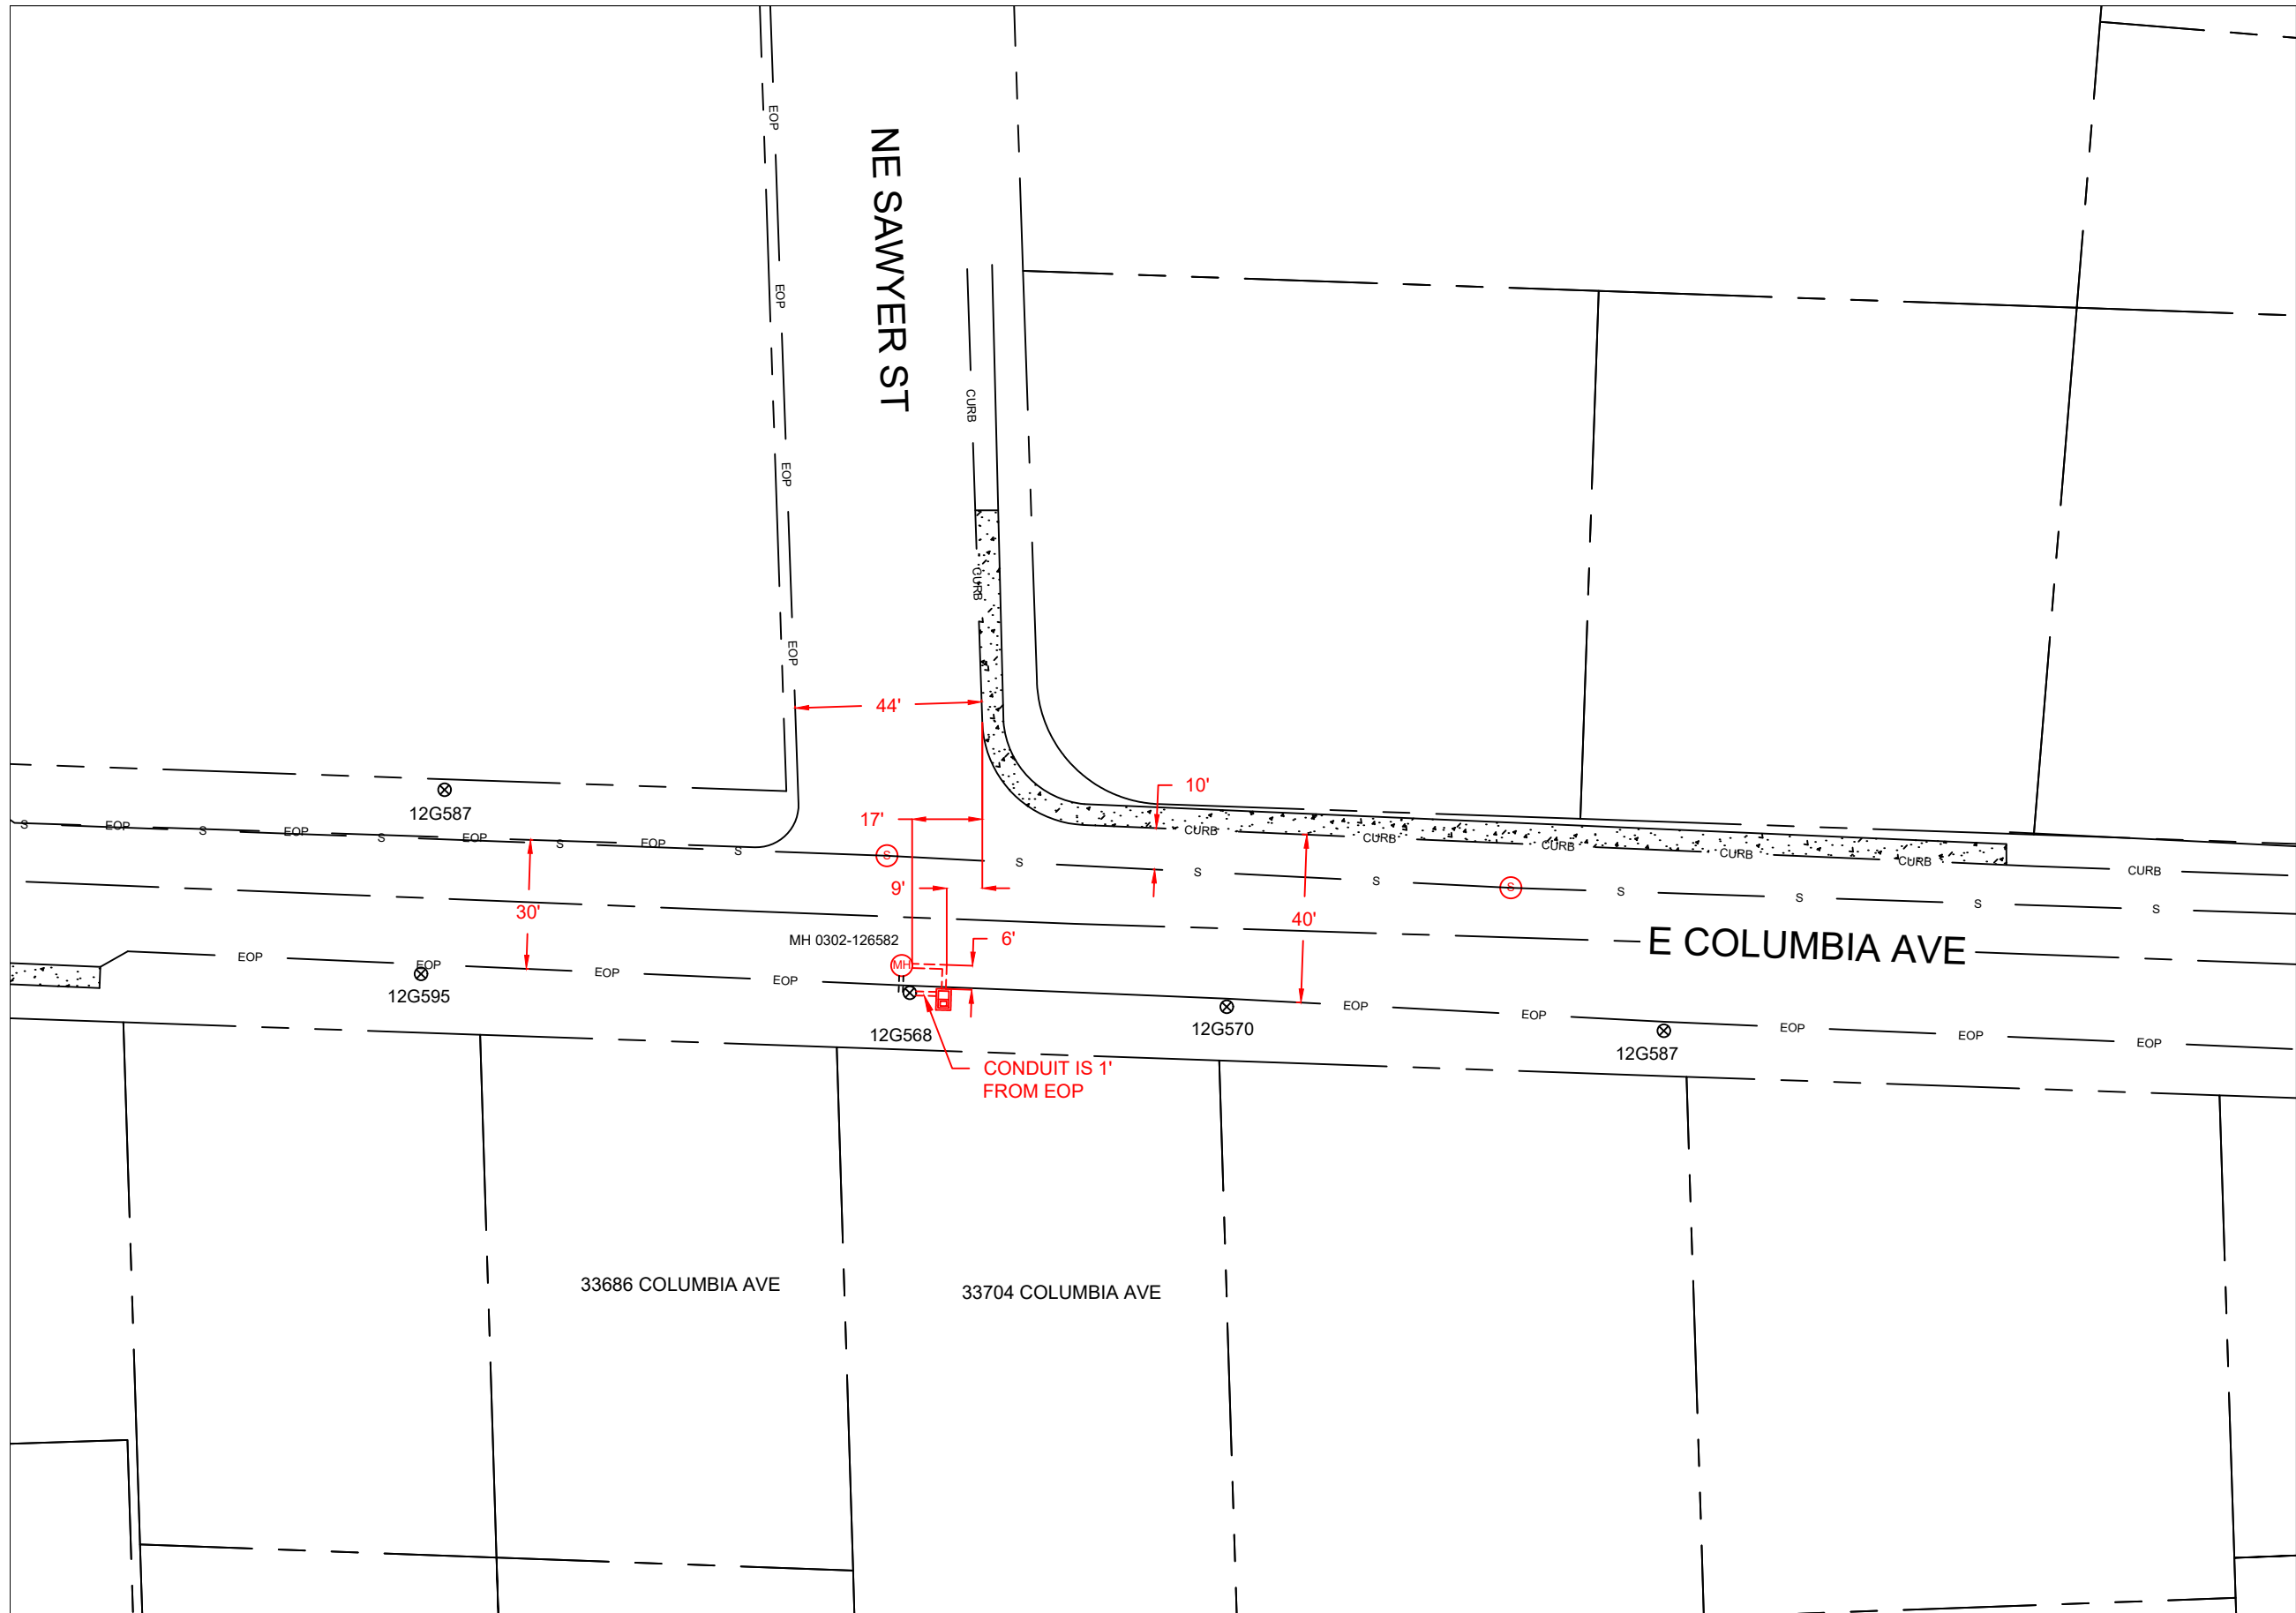 EOP
NE SAWYER ST
EOP
CURB
EOP
CURB
EOP
44'
10'
12G587
17'
S EOP S EOP S EOP S EOP S
S
S
S
S
S
S
S
S
S
S
CURB
CURB
CURB
CURB
CURB
CURB
9'
30'
40'
MH 0302-126582
6'
E COLUMBIA AVE
EOP
EOP
EOP
EOP
MH
12G595
EOP
EOP
EOP
EOP
EOP
12G568
12G570
12G587
CONDUIT IS 1'
FROM EOP
33686 COLUMBIA AVE
33704 COLUMBIA AVE